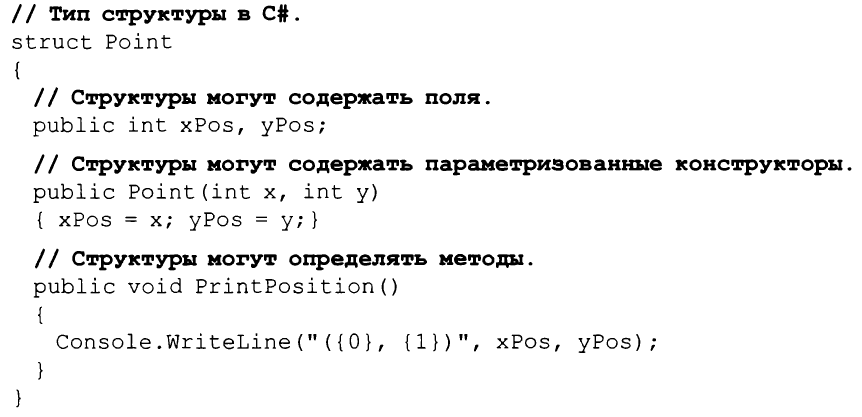 // Тип структуры в C#.
struct Point
{
// Структуры могут содержать поля.
public int xPos, yPos;
// Структуры могут содержать параметризованные конструкторы.
public Point(int x, int y)
{ xPos = x; yPos = y;}
// Структуры могут определять методы.
public void PrintPosition()
{
Console.WriteLine("({0}, {1})", xPos, yPos);
}
}